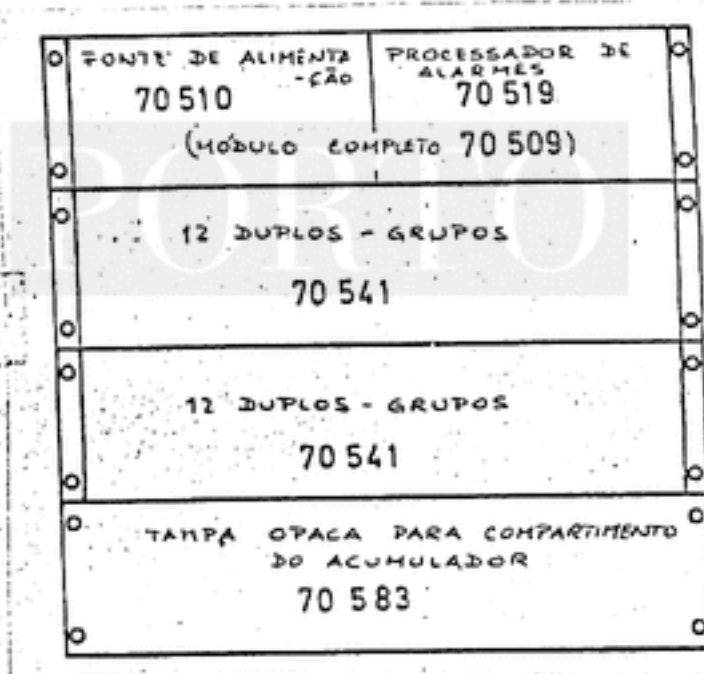 FONTE DE ALIMENTA
-ÇÃO
70 510
PROCESSADOR DE
ALARMES
70 519
(MÓDULO COMPLETO 70 509)
PORTO
12 DUPLOS - GRUPOS
70 541
12 DUPLOS - GRUPOS
70 541
TAMPA OPACA PARA COMPARTIMENTO
DO ACUMULADOR
70 583